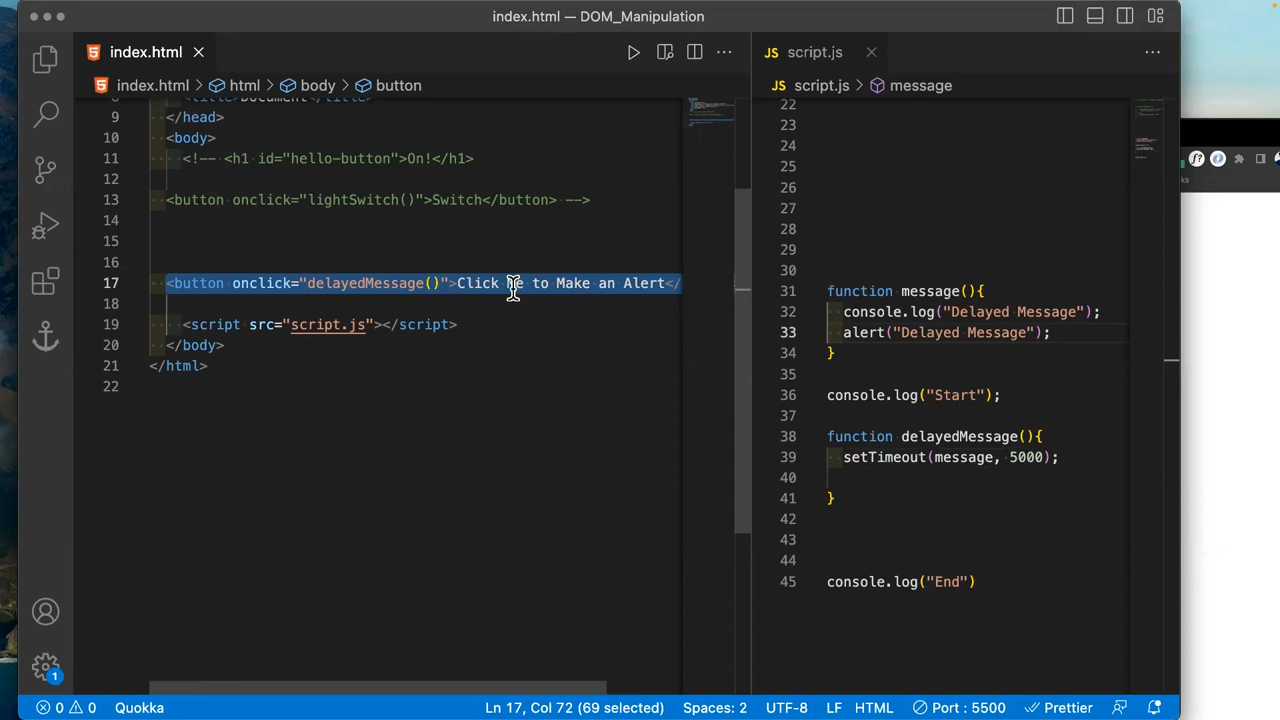 index.html — DOM_Manipulation
index.html
JS script.js
index.html > html > body > button
JS script.js > message
8 <title>Document</title>
9 </head>
10 <body>
11 <!-- <h1 id="hello-button">On!</h1>
12
13 <button onclick="lightSwitch()">Switch</button> -->
14
15
16
17 <button onclick="delayedMessage()">Click to Make an Alert</
18
19 <script src="script.js"></script>
20 </body>
21 </html>
22
22
23
24
25
26
27
28
29
30
31 function message(){
32 console.log("Delayed Message");
33 alert("Delayed Message");
34 }
35
36 console.log("Start");
37
38 function delayedMessage(){
39 setTimeout(message, 5000);
40
41 }
42
43
44
45 console.log("End")
f?
ks
1
0 0 Quokka Ln 17, Col 72 (69 selected) Spaces: 2 UTF-8 LF HTML Port : 5500 Prettier